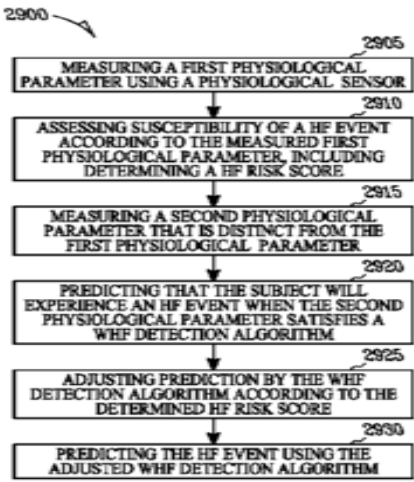 2900
2905
MEASURING A FIRST PHYSIOLOGICAL
PARAMETER USING A PHYSIOLOGICAL SENSOR
2910
ASSESSING SUSCEPTIBILITY OF A HF EVENT
ACCORDING TO THE MEASURED FIRST
PHYSIOLOGICAL PARAMETER, INCLUDING
DETERMINING A HF RISK SCORE
2915
MEASURING A SECOND PHYSIOLOGICAL
PARAMETER THAT IS DISTINCT FROM THE
FIRST PHYSIOLOGICAL PARAMETER
2920
PREDICTING THAT THE SUBJECT WILL
EXPERIENCE AN HF EVENT WHEN THE SECOND
PHYSIOLOGICAL PARAMETER SATISFIES A
WHF DETECTION ALGORITHM
2925
ADJUSTING PREDICTION BY THE WHF
DETECTION ALGORITHM ACCORDING TO THE
DETERMINED HF RISK SCORE
2930
PREDICTING THE HF EVENT USING THE
ADJUSTED WHF DETECTION ALGORITHM